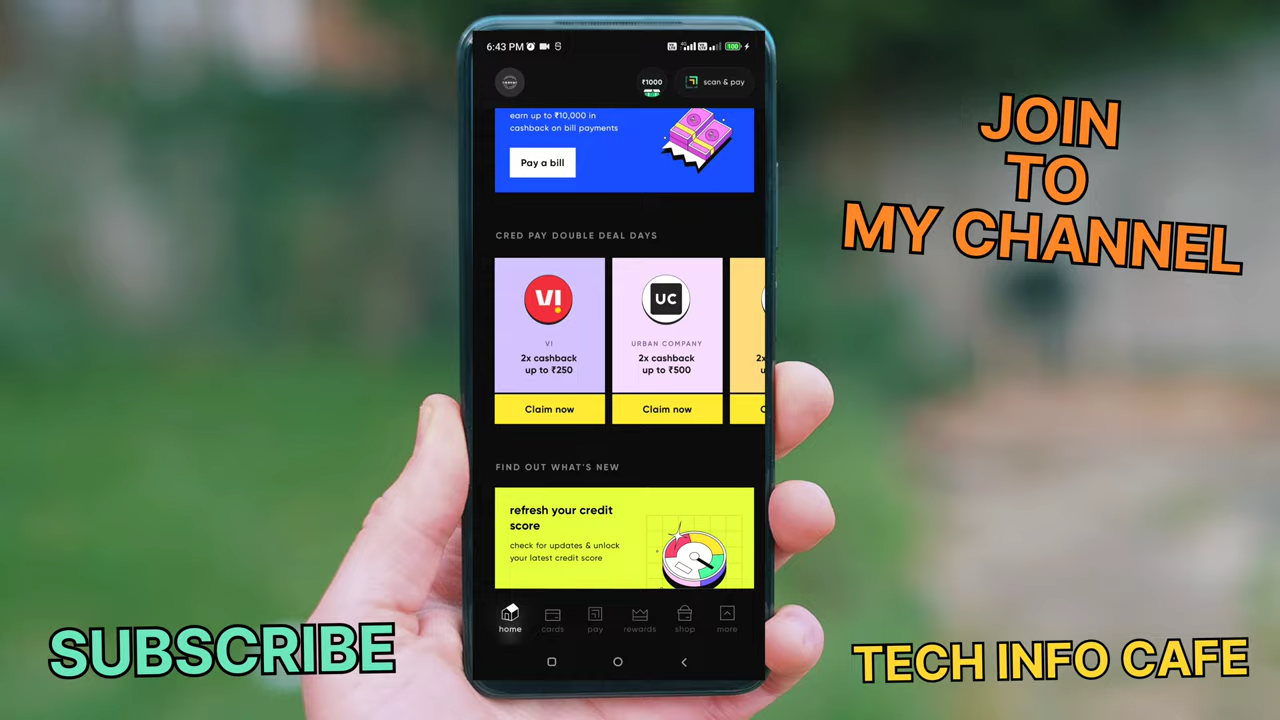 6:43 PM
100
₹1000
scan & pay
earn up to ₹10,000 in
cashback on bill payments
Pay a bill
CRED PAY DOUBLE DEAL DAYS
VI
UC
VI
URBAN COMPANY
2x cashback
up to ₹250
2x cashback
up to ₹500
Claim now
Claim now
FIND OUT WHAT'S NEW
refresh your credit
score
check for updates & unlock
your latest credit score
home
cards
pay
rewards
shop
more
JOIN
TO
MY CHANNEL
SUBSCRIBE
TECH INFO CAFE